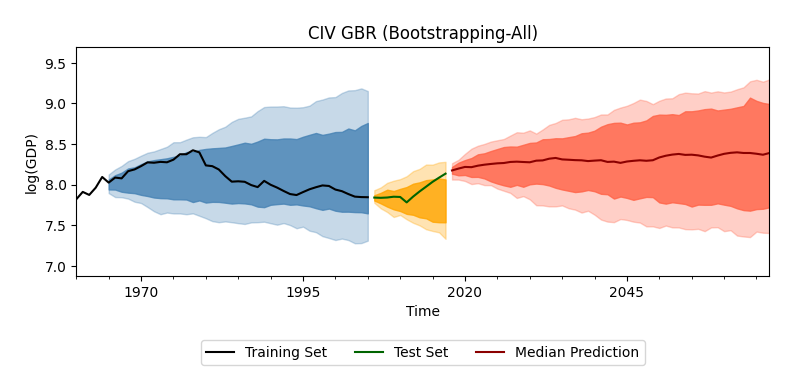 CIV GBR (Bootstrapping-All)
log(GDP)
9.5
9.0
8.5
8.0
7.5
7.0
1970 1995 2020 2045
Time
Training Set Test Set Median Prediction